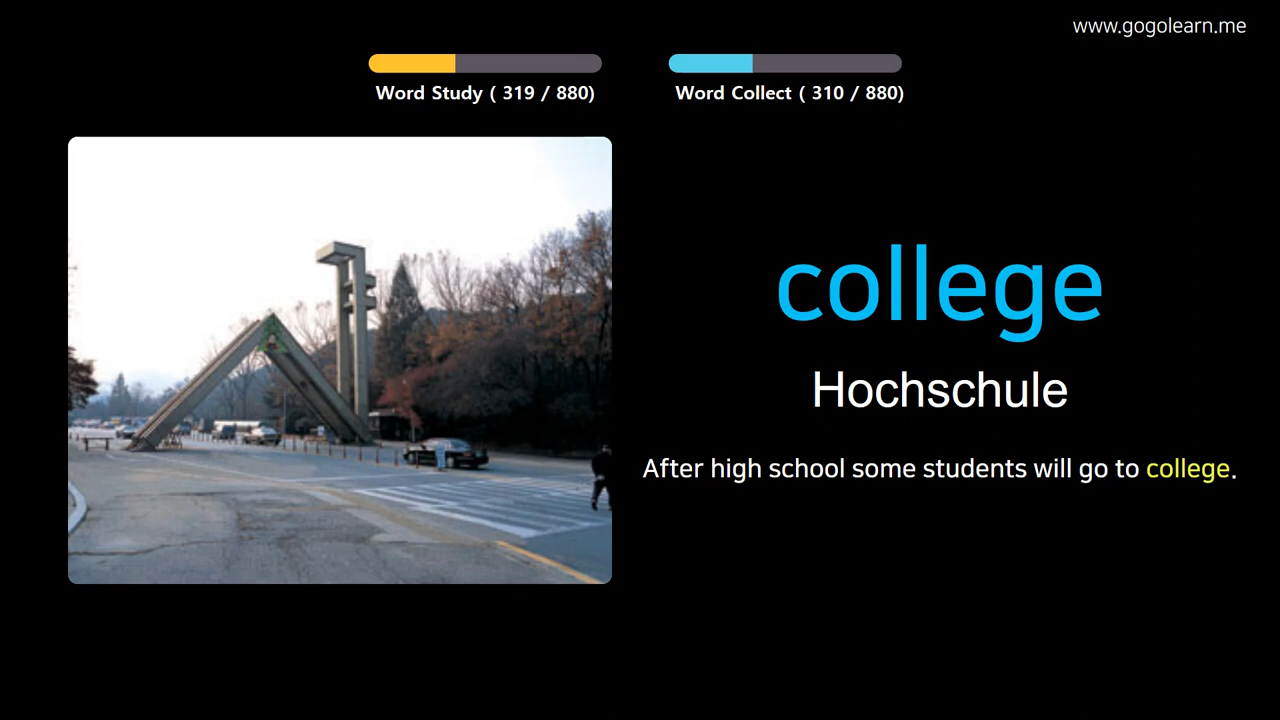 www.gogolearn.me
Word Study ( 319 / 880)
Word Collect ( 310 / 880)
college
Hochschule
After high school some students will go to college.